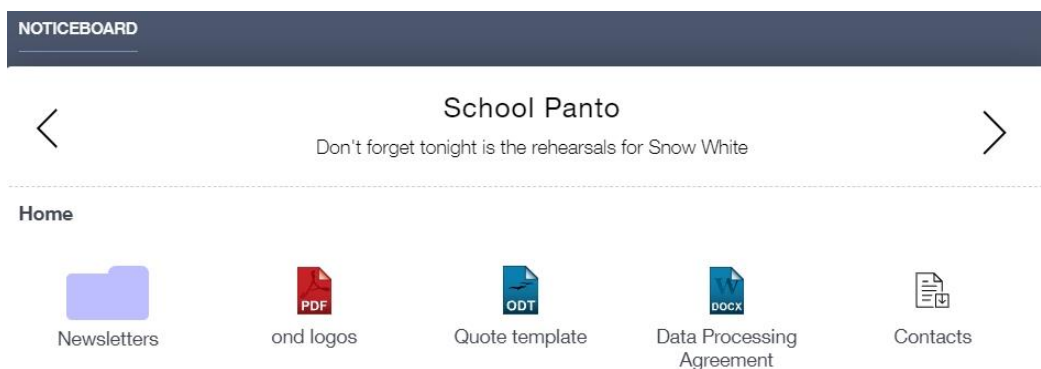 NOTICEBOARD
School Panto
Don't forget tonight is the rehearsals for Snow White
Home
PDF
ODT
W
DOCX
Newsletters
ond logos
Quote template
Data Processing
Agreement
Contacts